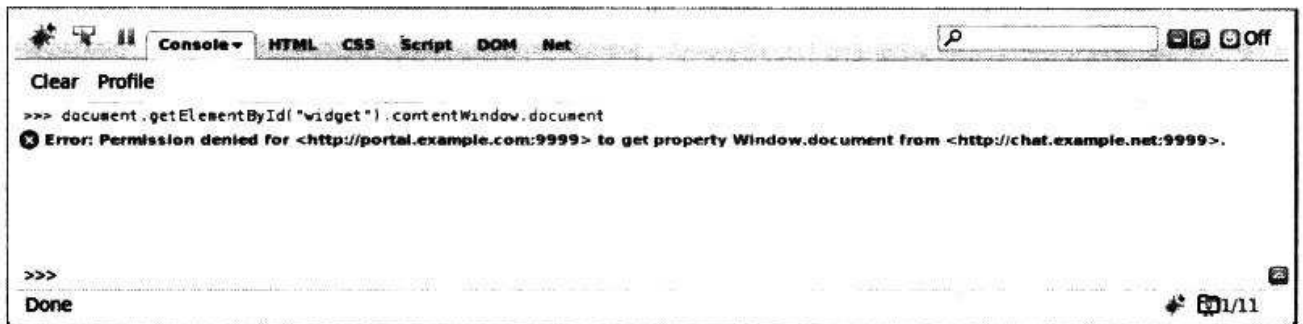 Console HTML CSS Script DOM Net Off
Clear Profile
>>> document.getElementById("widget").contentWindow.document
Error: Permission denied for <http://portal.example.com:9999> to get property Window.document from <http://chat.example.net:9999>.
>>>
Done 1/11